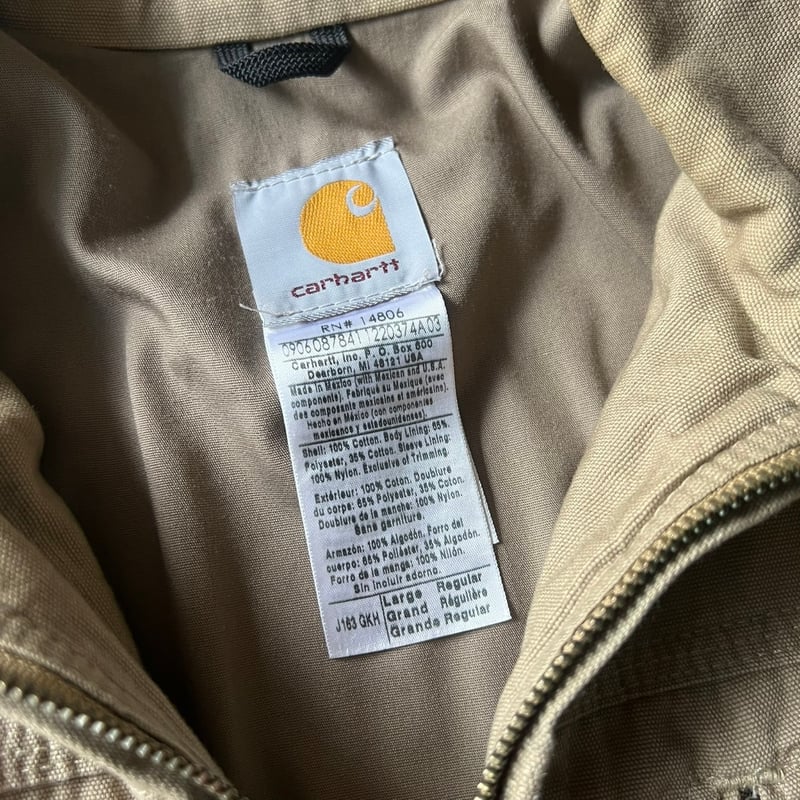 carhartt
RN# 14806
0906087841 1220374A03
Carhartt, Inc. P. O. Box 600
Dearborn, MI 48121 USA
Made in Mexico (with Mexican and U.S.A.
components). Fabriqué au Mexique (avec
des composante mexicains et américains).
Hecho en México (con componentes
mexicanos y estadounidenses).
Shell: 100% Cotton. Body Lining: 65%
Polyester, 35% Cotton. Sleeve Lining:
100% Nylon. Exclusive of Trimming.
Extérieur: 100% Coton. Doublure
du corps: 65% Polyester, 35% Coton.
Doublure de la manche: 100% Nylon.
Sans garniture.
Armazón: 100% Algodón. Forro del
cuerpo: 65% Poliéster, 35% Algodón.
Forro de la manga: 100% Nilón.
Sin incluir adorno.
J163 GKH
Large Regular
Grand Régulière
Grande Regular